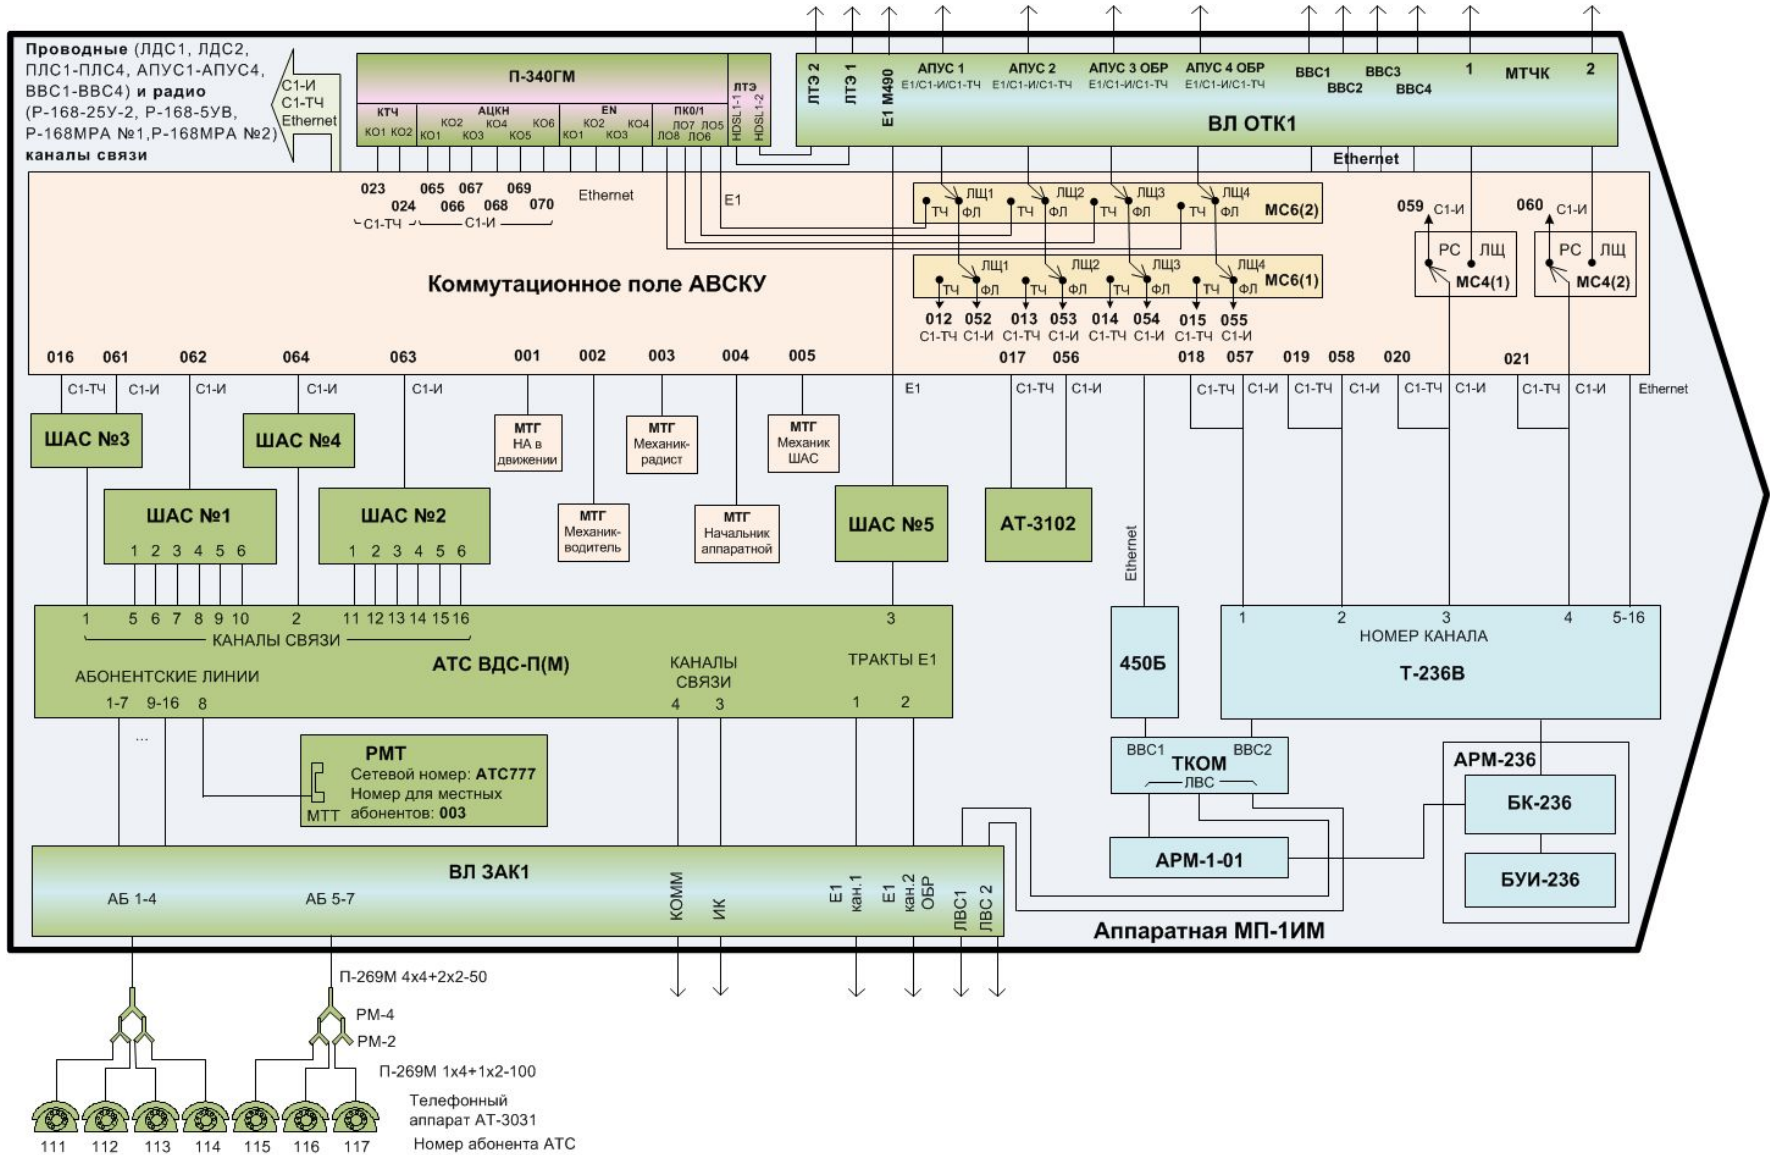 Проводные (ЛДС1, ЛДС2,
ПЛС1-ПЛС4, АПУС1-АПУС4,
ВВС1-ВВС4) и радио
(Р-168-25У-2, Р-168-5УВ,
Р-168МРА №1,Р-168МРА №2)
каналы связи
С1-И
С1-ТЧ
Ethernet
П-340ГМ
КТЧ
АЦКН
EN
ПК0/1
ЛТЭ
КО1 КО2
КО1 КО2 КО3 КО4 КО5 КО6
КО1 КО2 КО3 КО4
ЛО8 ЛО7 ЛО6 ЛО5
HDSL1-1
HDSL1-2
ЛТЭ 2
ЛТЭ 1
Е1 М490
АПУС 1
Е1/С1-И/С1-ТЧ
АПУС 2
Е1/С1-И/С1-ТЧ
АПУС 3 ОБР
Е1/С1-И/С1-ТЧ
АПУС 4 ОБР
Е1/С1-И/С1-ТЧ
ВВС1
ВВС2
ВВС3
ВВС4
1 МТЧК 2
ВЛ ОТК1
Ethernet
023
024
С1-ТЧ
065 067 069
066 068 070
С1-И
Ethernet
Е1
ЛЩ1 ЛЩ2 ЛЩ3 ЛЩ4
ТЧ ФЛ ТЧ ФЛ ТЧ ФЛ ТЧ ФЛ
МС6(2)
ЛЩ1 ЛЩ2 ЛЩ3 ЛЩ4
ТЧ ФЛ ТЧ ФЛ ТЧ ФЛ ТЧ ФЛ
МС6(1)
012 052 013 053 014 054 015 055
С1-ТЧ С1-И С1-ТЧ С1-И С1-ТЧ С1-И С1-ТЧ С1-И
059 С1-И
РС ЛЩ
МС4(1)
060 С1-И
РС ЛЩ
МС4(2)
Коммутационное поле АВСКУ
016 061 062 064 063 001 002 003 004 005
017 056 018 057 019 058 020 021
С1-ТЧ С1-И С1-И С1-И С1-И Е1
С1-ТЧ С1-И С1-ТЧ С1-И С1-ТЧ С1-И С1-ТЧ С1-И С1-ТЧ С1-И Ethernet
ШАС №3
ШАС №4
МТГ
НА в
движении
МТГ
Механик-
радист
МТГ
Механик
ШАС
ШАС №1
1 2 3 4 5 6
ШАС №2
1 2 3 4 5 6
МТГ
Механик-
водитель
МТГ
Начальник
аппаратной
ШАС №5
АТ-3102
Ethernet
1 5 6 7 8 9 10 2 11 12 13 14 15 16
КАНАЛЫ СВЯЗИ
3
АТС ВДС-П(М)
АБОНЕНТСКИЕ ЛИНИИ
1-7 9-16 8
КАНАЛЫ
СВЯЗИ
4 3
ТРАКТЫ Е1
1 2
...
450Б
1 2 3 4 5-16
НОМЕР КАНАЛА
Т-236В
РМТ
Сетевой номер: АТС777
Номер для местных
абонентов: 003
МТТ
ВВС1 ВВС2
ТКОМ
ЛВС
АРМ-236
БК-236
БУИ-236
АРМ-1-01
ВЛ ЗАК1
АБ 1-4
АБ 5-7
КОММ
ИК
Е1
кан.1
Е1
кан.2
ОБР
ЛВС1
ЛВС 2
Аппаратная МП-1ИМ
П-269М 4х4+2х2-50
РМ-4
РМ-2
П-269М 1х4+1х2-100
Телефонный
аппарат АТ-3031
111 112 113 114 115 116 117
Номер абонента АТС